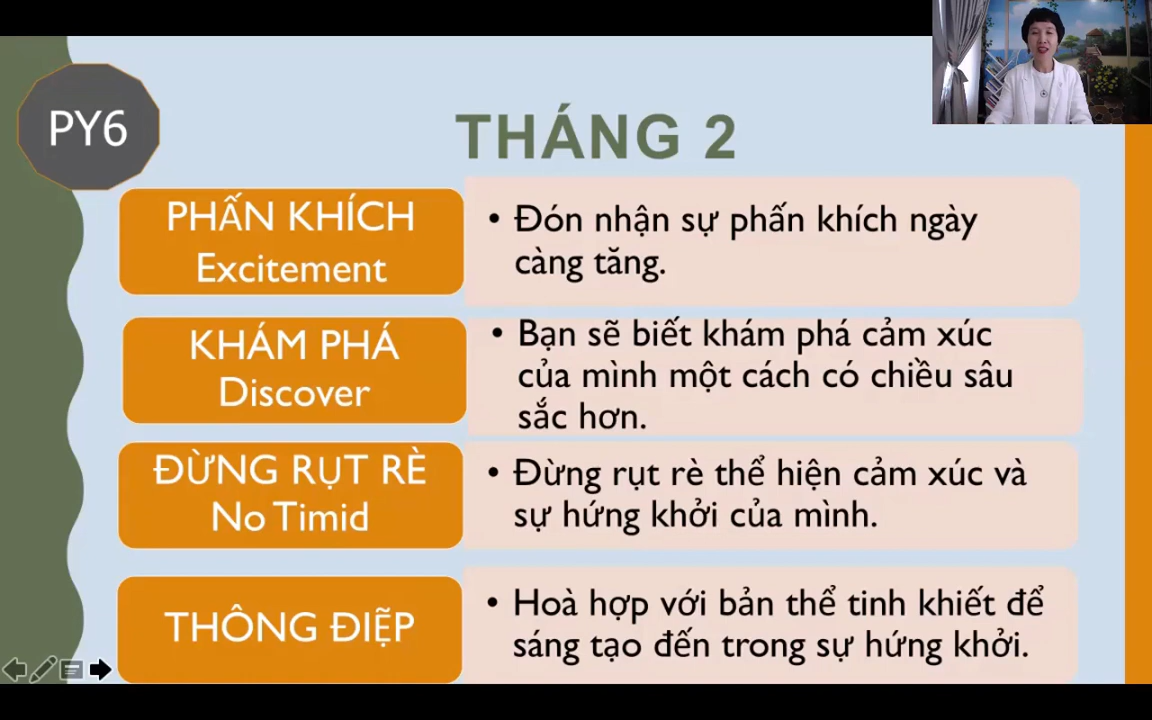 PY6
THÁNG 2
PHẤN KHÍCH
Excitement
• Đón nhận sự phấn khích ngày
càng tăng.
KHÁM PHÁ
Discover
• Bạn sẽ biết khám phá cảm xúc
của mình một cách có chiều sâu
sắc hơn.
ĐỪNG RỤT RÈ
No Timid
• Đừng rụt rè thể hiện cảm xúc và
sự hứng khởi của mình.
THÔNG ĐIỆP
• Hoà hợp với bản thể tinh khiết để
sáng tạo đến trong sự hứng khởi.